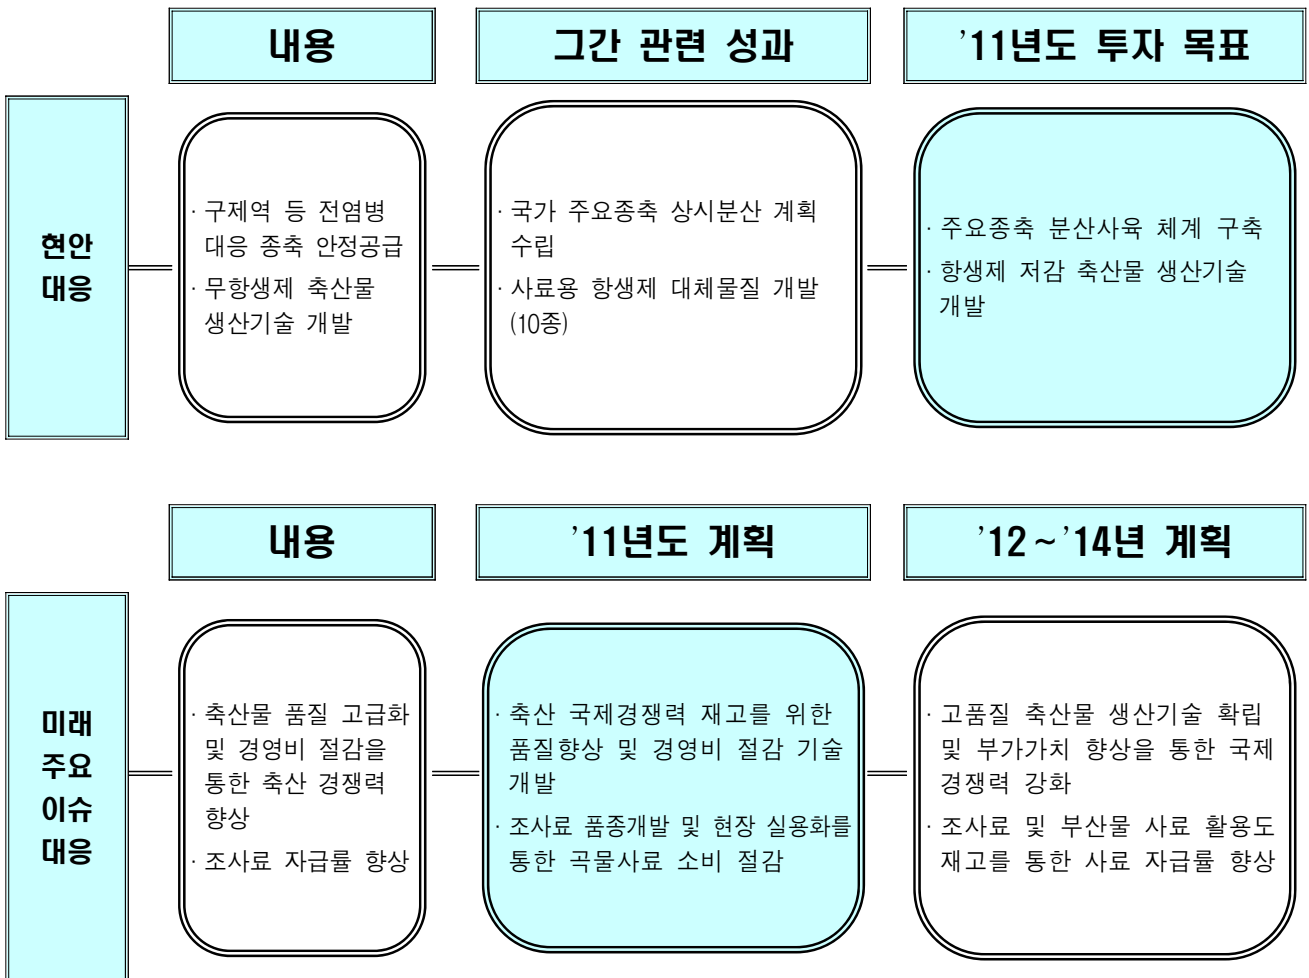 내용
그간 관련 성과
'11년도 투자 목표
현안
대응
· 구제역 등 전염병
대응 종축 안정공급
· 무항생제 축산물
생산기술 개발
· 국가 주요종축 상시분산 계획
수립
· 사료용 항생제 대체물질 개발
(10종)
· 주요종축 분산사육 체계 구축
· 항생제 저감 축산물 생산기술
개발
내용
'11년도 계획
'12~'14년 계획
미래
주요
이슈
대응
· 축산물 품질 고급화
및 경영비 절감을
통한 축산 경쟁력
향상
· 조사료 자급률 향상
· 축산 국제경쟁력 재고를 위한
품질향상 및 경영비 절감 기술
개발
· 조사료 품종개발 및 현장 실용화를
통한 곡물사료 소비 절감
· 고품질 축산물 생산기술 확립
및 부가가치 향상을 통한 국제
경쟁력 강화
· 조사료 및 부산물 사료 활용도
재고를 통한 사료 자급률 향상